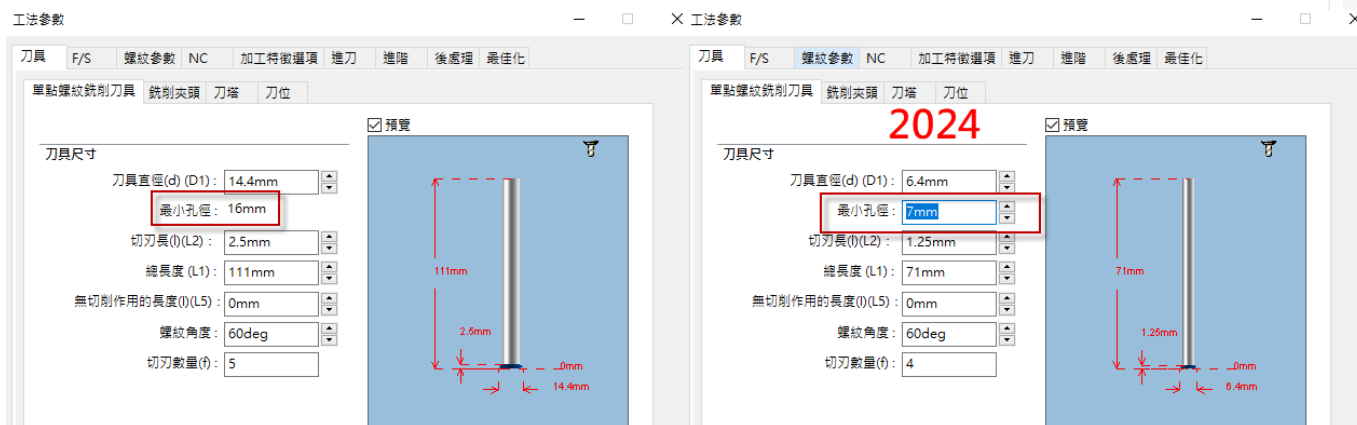 工法參數
刀具 F/S 螺紋參數 NC 加工特徵選項 進刀 進階 後處理 最佳化
單點螺紋銑削刀具 銑削夾頭 刀塔 刀位
預覽
刀具尺寸
刀具直徑(d) (D1) : 14.4mm
最小孔徑 : 16mm
切刃長(l)(L2) : 2.5mm
總長度 (L1) : 111mm
無切削作用的長度(l)(L5) : 0mm
螺紋角度 : 60deg
切刃數量(f) : 5
111mm
2.5mm
0mm
14.4mm
工法參數
刀具 F/S 螺紋參數 NC 加工特徵選項 進刀 進階 後處理 最佳化
單點螺紋銑削刀具 銑削夾頭 刀塔 刀位
2024
預覽
刀具尺寸
刀具直徑(d) (D1) : 6.4mm
最小孔徑 : 7mm
切刃長(l)(L2) : 1.25mm
總長度 (L1) : 71mm
無切削作用的長度(l)(L5) : 0mm
螺紋角度 : 60deg
切刃數量(f) : 4
71mm
1.25mm
0mm
6.4mm